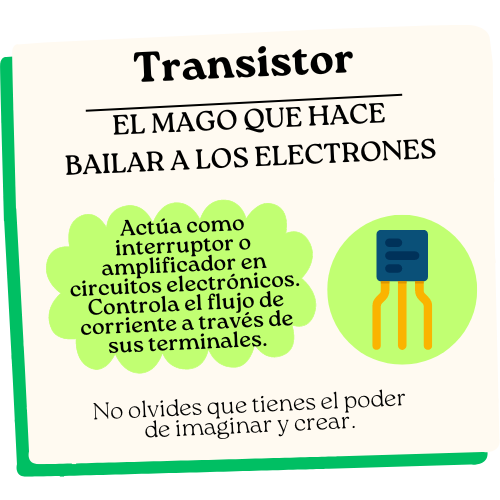 Transistor
EL MAGO QUE HACE
BAILAR A LOS ELECTRONES
Actúa como
interruptor o
amplificador en
circuitos electrónicos.
Controla el flujo de
corriente a través de
sus terminales.
No olvides que tienes el poder
de imaginar y crear.